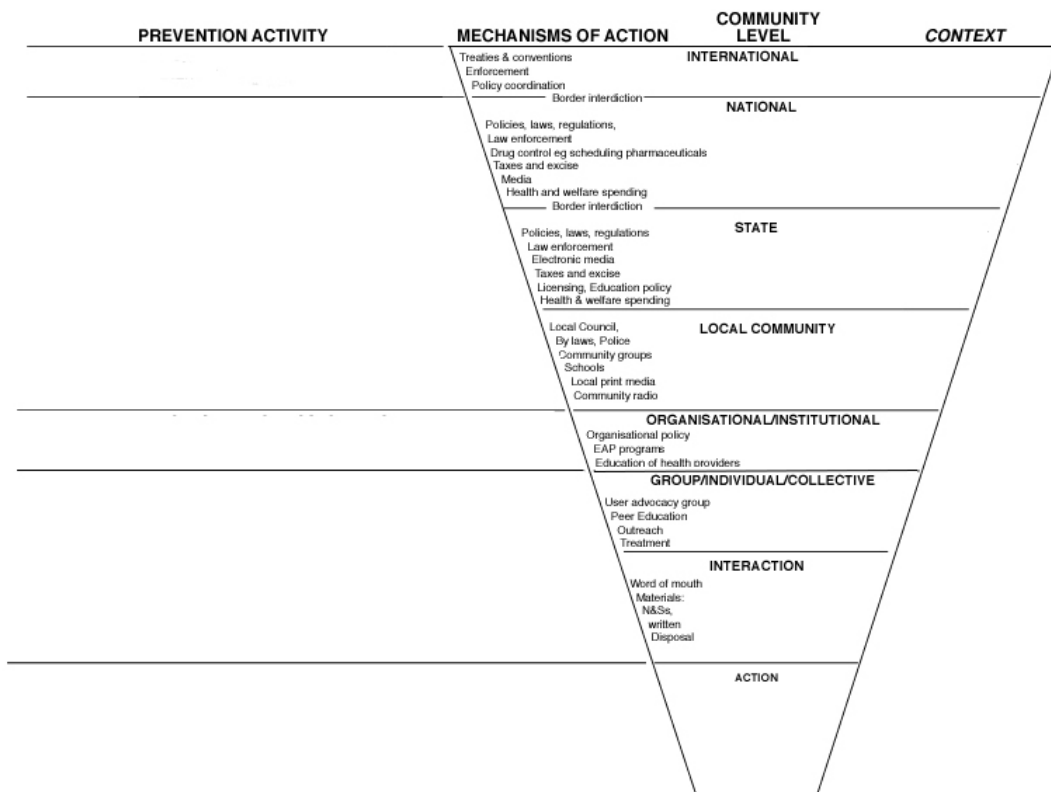 PREVENTION ACTIVITY
MECHANISMS OF ACTION
COMMUNITY
LEVEL
CONTEXT
INTERNATIONAL
Treaties & conventions
Enforcement
Policy coordination
Border interdiction
NATIONAL
Policies, laws, regulations,
Law enforcement
Drug control eg scheduling pharmaceuticals
Taxes and excise
Media
Health and welfare spending
Border interdiction
STATE
Policies, laws, regulations
Law enforcement
Electronic media
Taxes and excise
Licensing, Education policy
Health & welfare spending
LOCAL COMMUNITY
Local Council,
By laws, Police
Community groups
Schools
Local print media
Community radio
ORGANISATIONAL/INSTITUTIONAL
Organisational policy
EAP programs
Education of health providers
GROUP/INDIVIDUAL/COLLECTIVE
User advocacy group
Peer Education
Outreach
Treatment
INTERACTION
Word of mouth
Materials:
N&Ss,
written
Disposal
ACTION